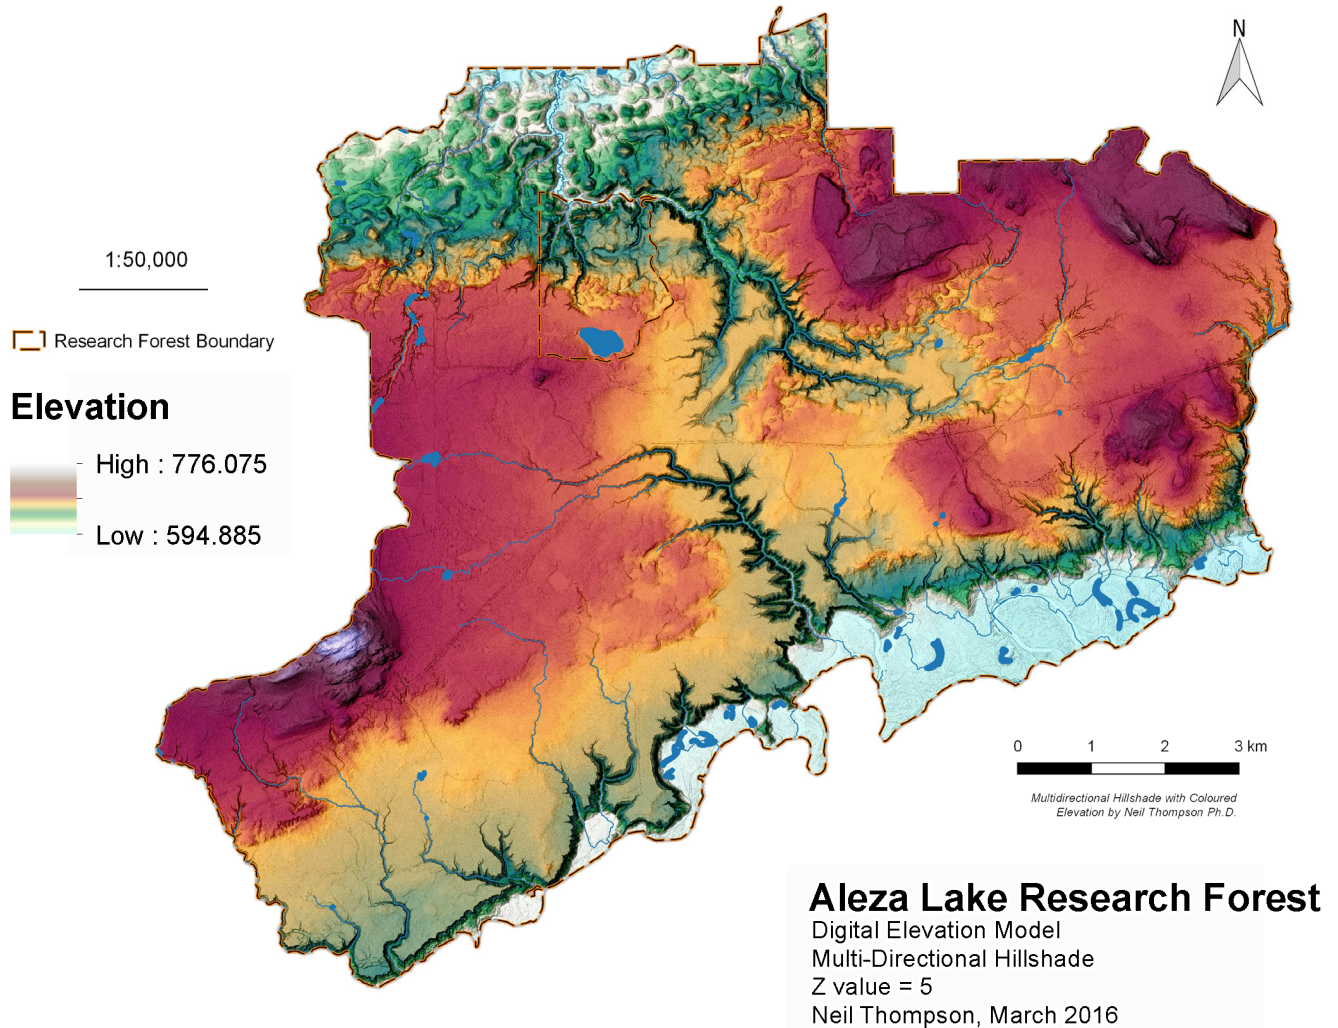 N
1:50,000
Research Forest Boundary
Elevation
High : 776.075
Low : 594.885
0 1 2 3 km
Multidirectional Hillshade with Coloured
Elevation by Neil Thompson Ph.D.
Aleza Lake Research Forest
Digital Elevation Model
Multi-Directional Hillshade
Z value = 5
Neil Thompson, March 2016